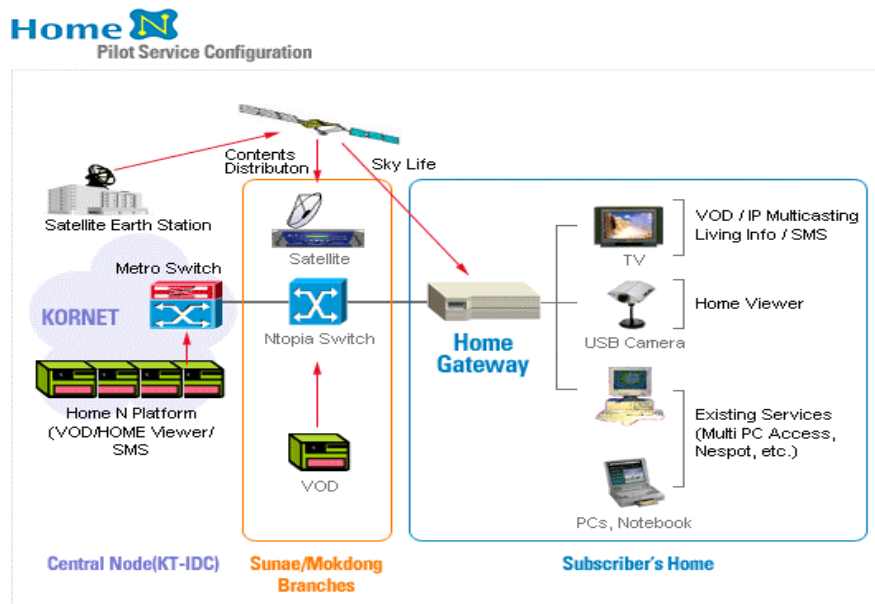 Home N
Pilot Service Configuration
Contents
Distributon
Sky Life
Satellite Earth Station
Satellite
Metro Switch
KORNET
Ntopia Switch
Home N Platform
(VOD/HOME Viewer/
SMS
VOD
Home
Gateway
TV
VOD / IP Multicasting
Living Info / SMS
USB Camera
Home Viewer
Existing Services
(Multi PC Access,
Nespot, etc.)
PCs, Notebook
Central Node(KT-IDC)
Sunae/Mokdong
Branches
Subscriber's Home